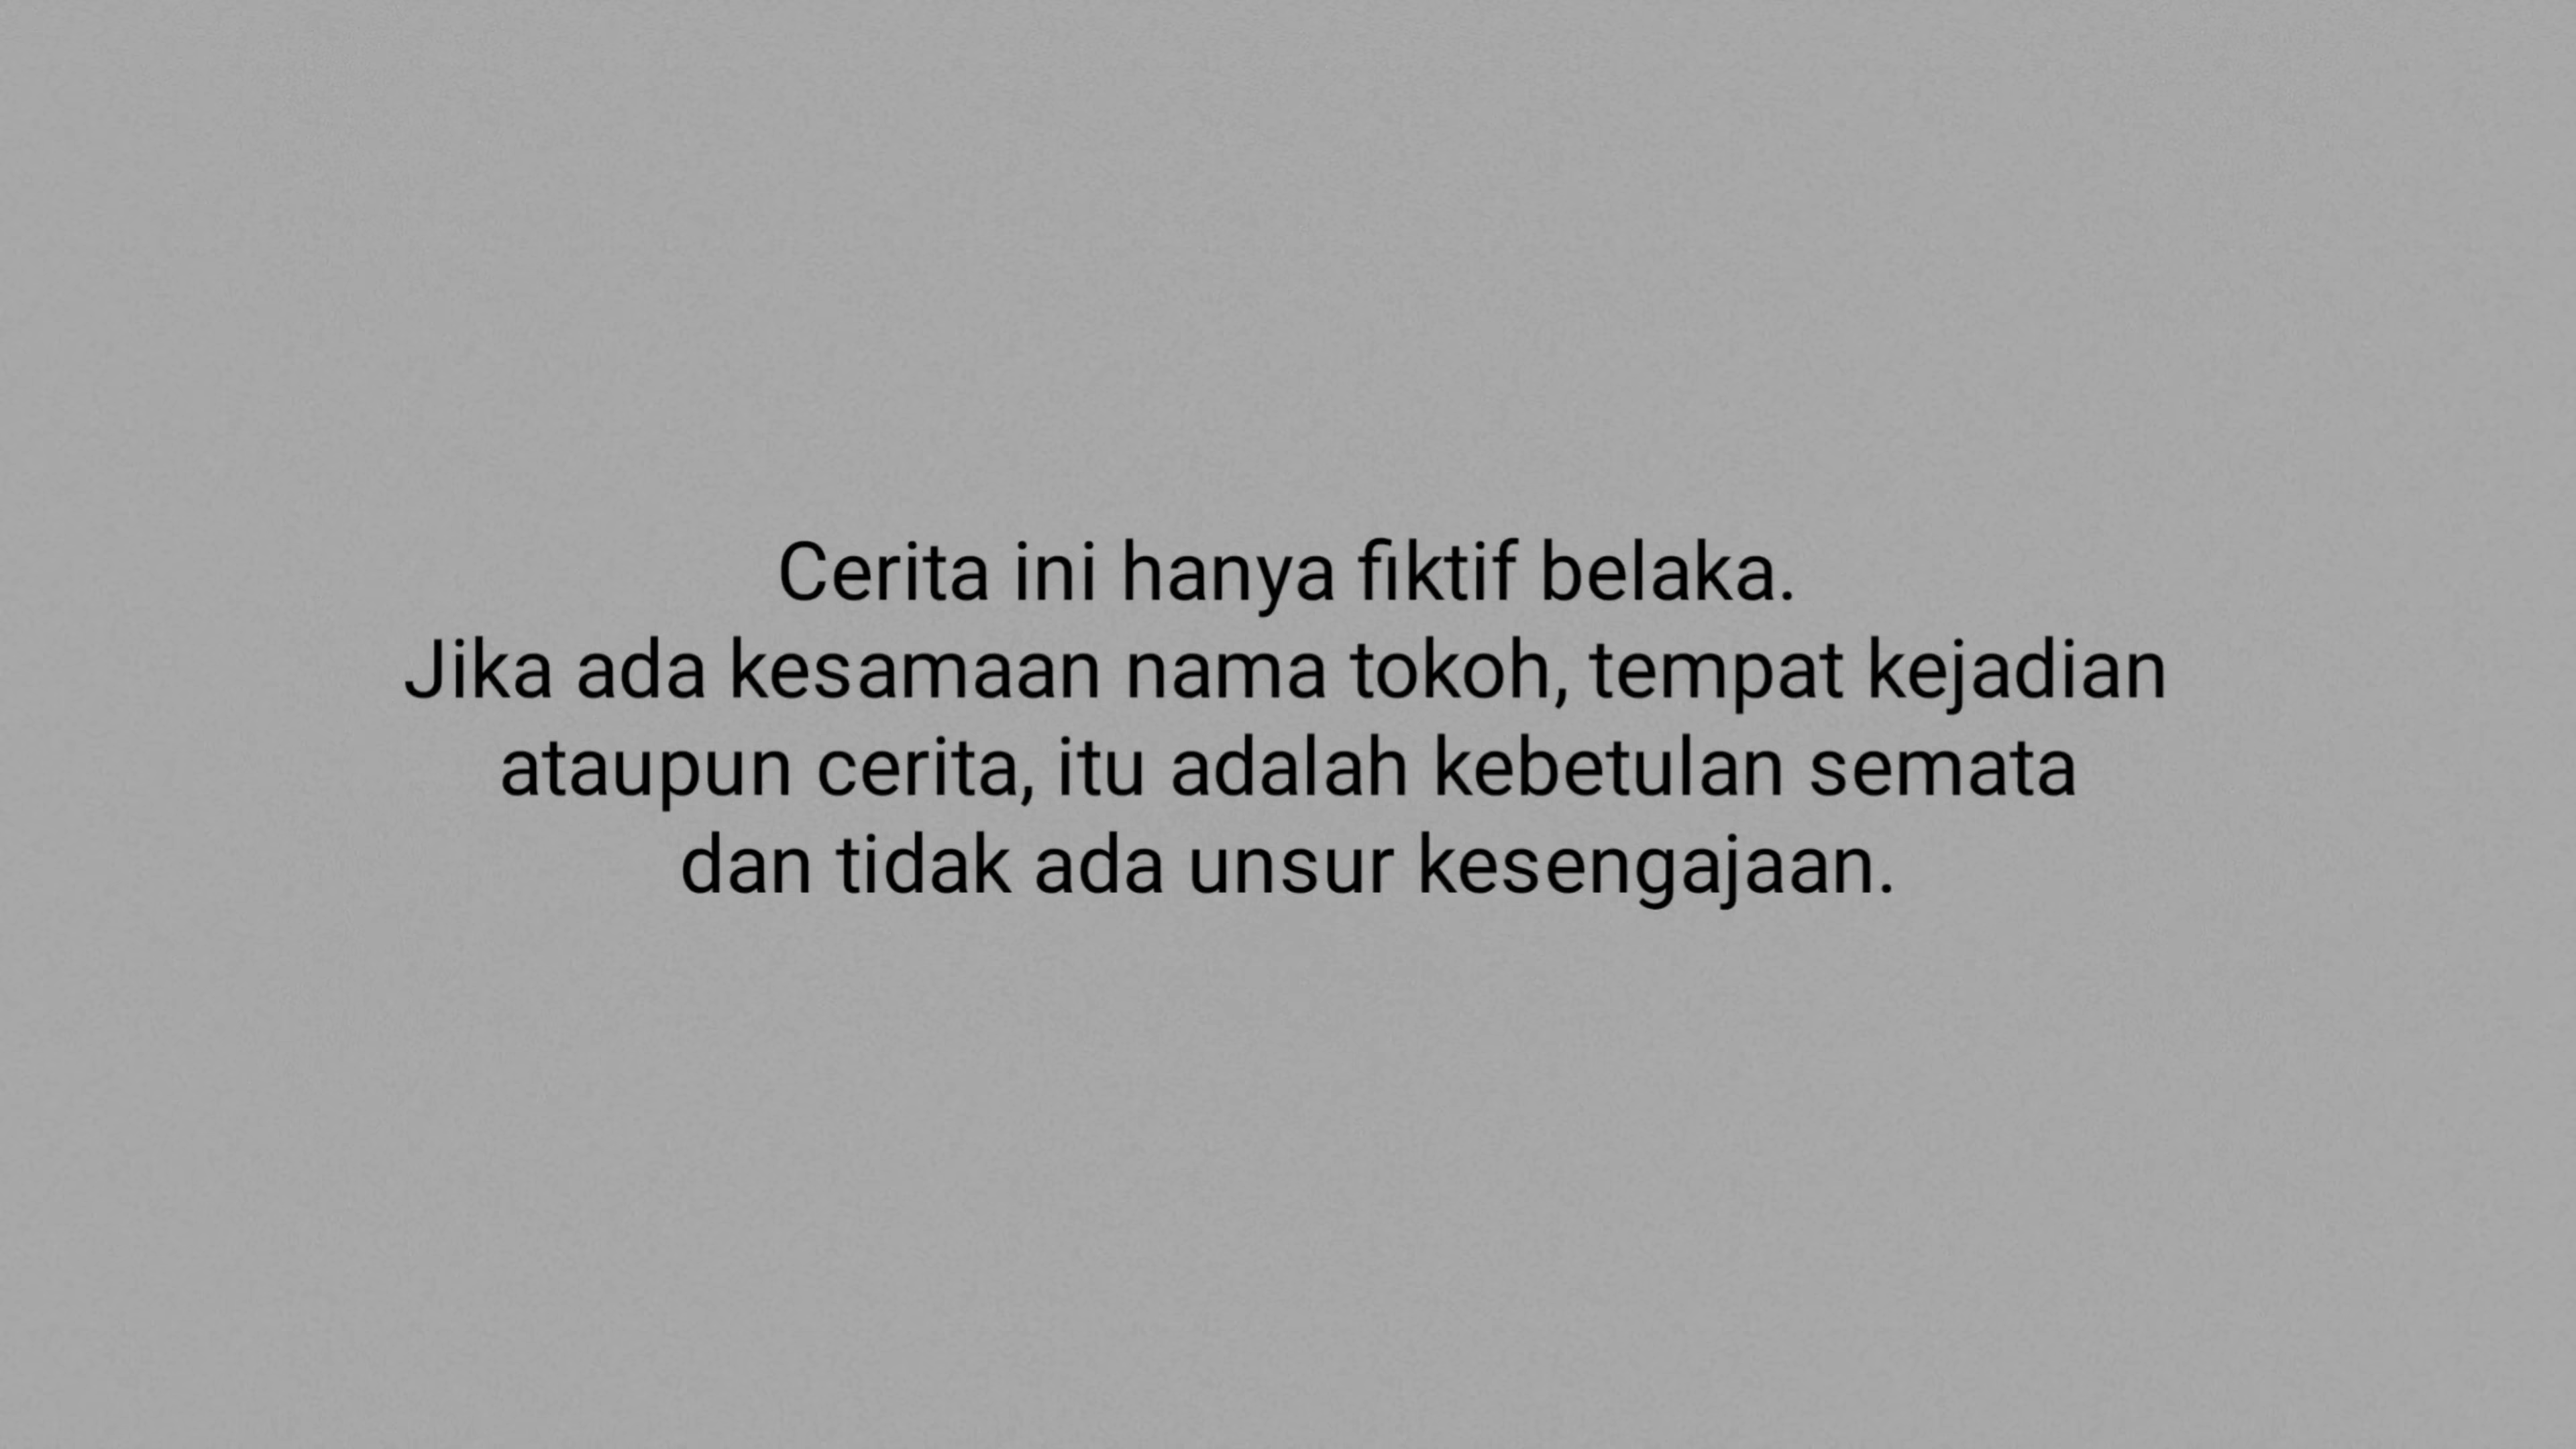 Cerita ini hanya fiktif belaka.
Jika ada kesamaan nama tokoh, tempat kejadian
ataupun cerita, itu adalah kebetulan semata
dan tidak ada unsur kesengajaan.